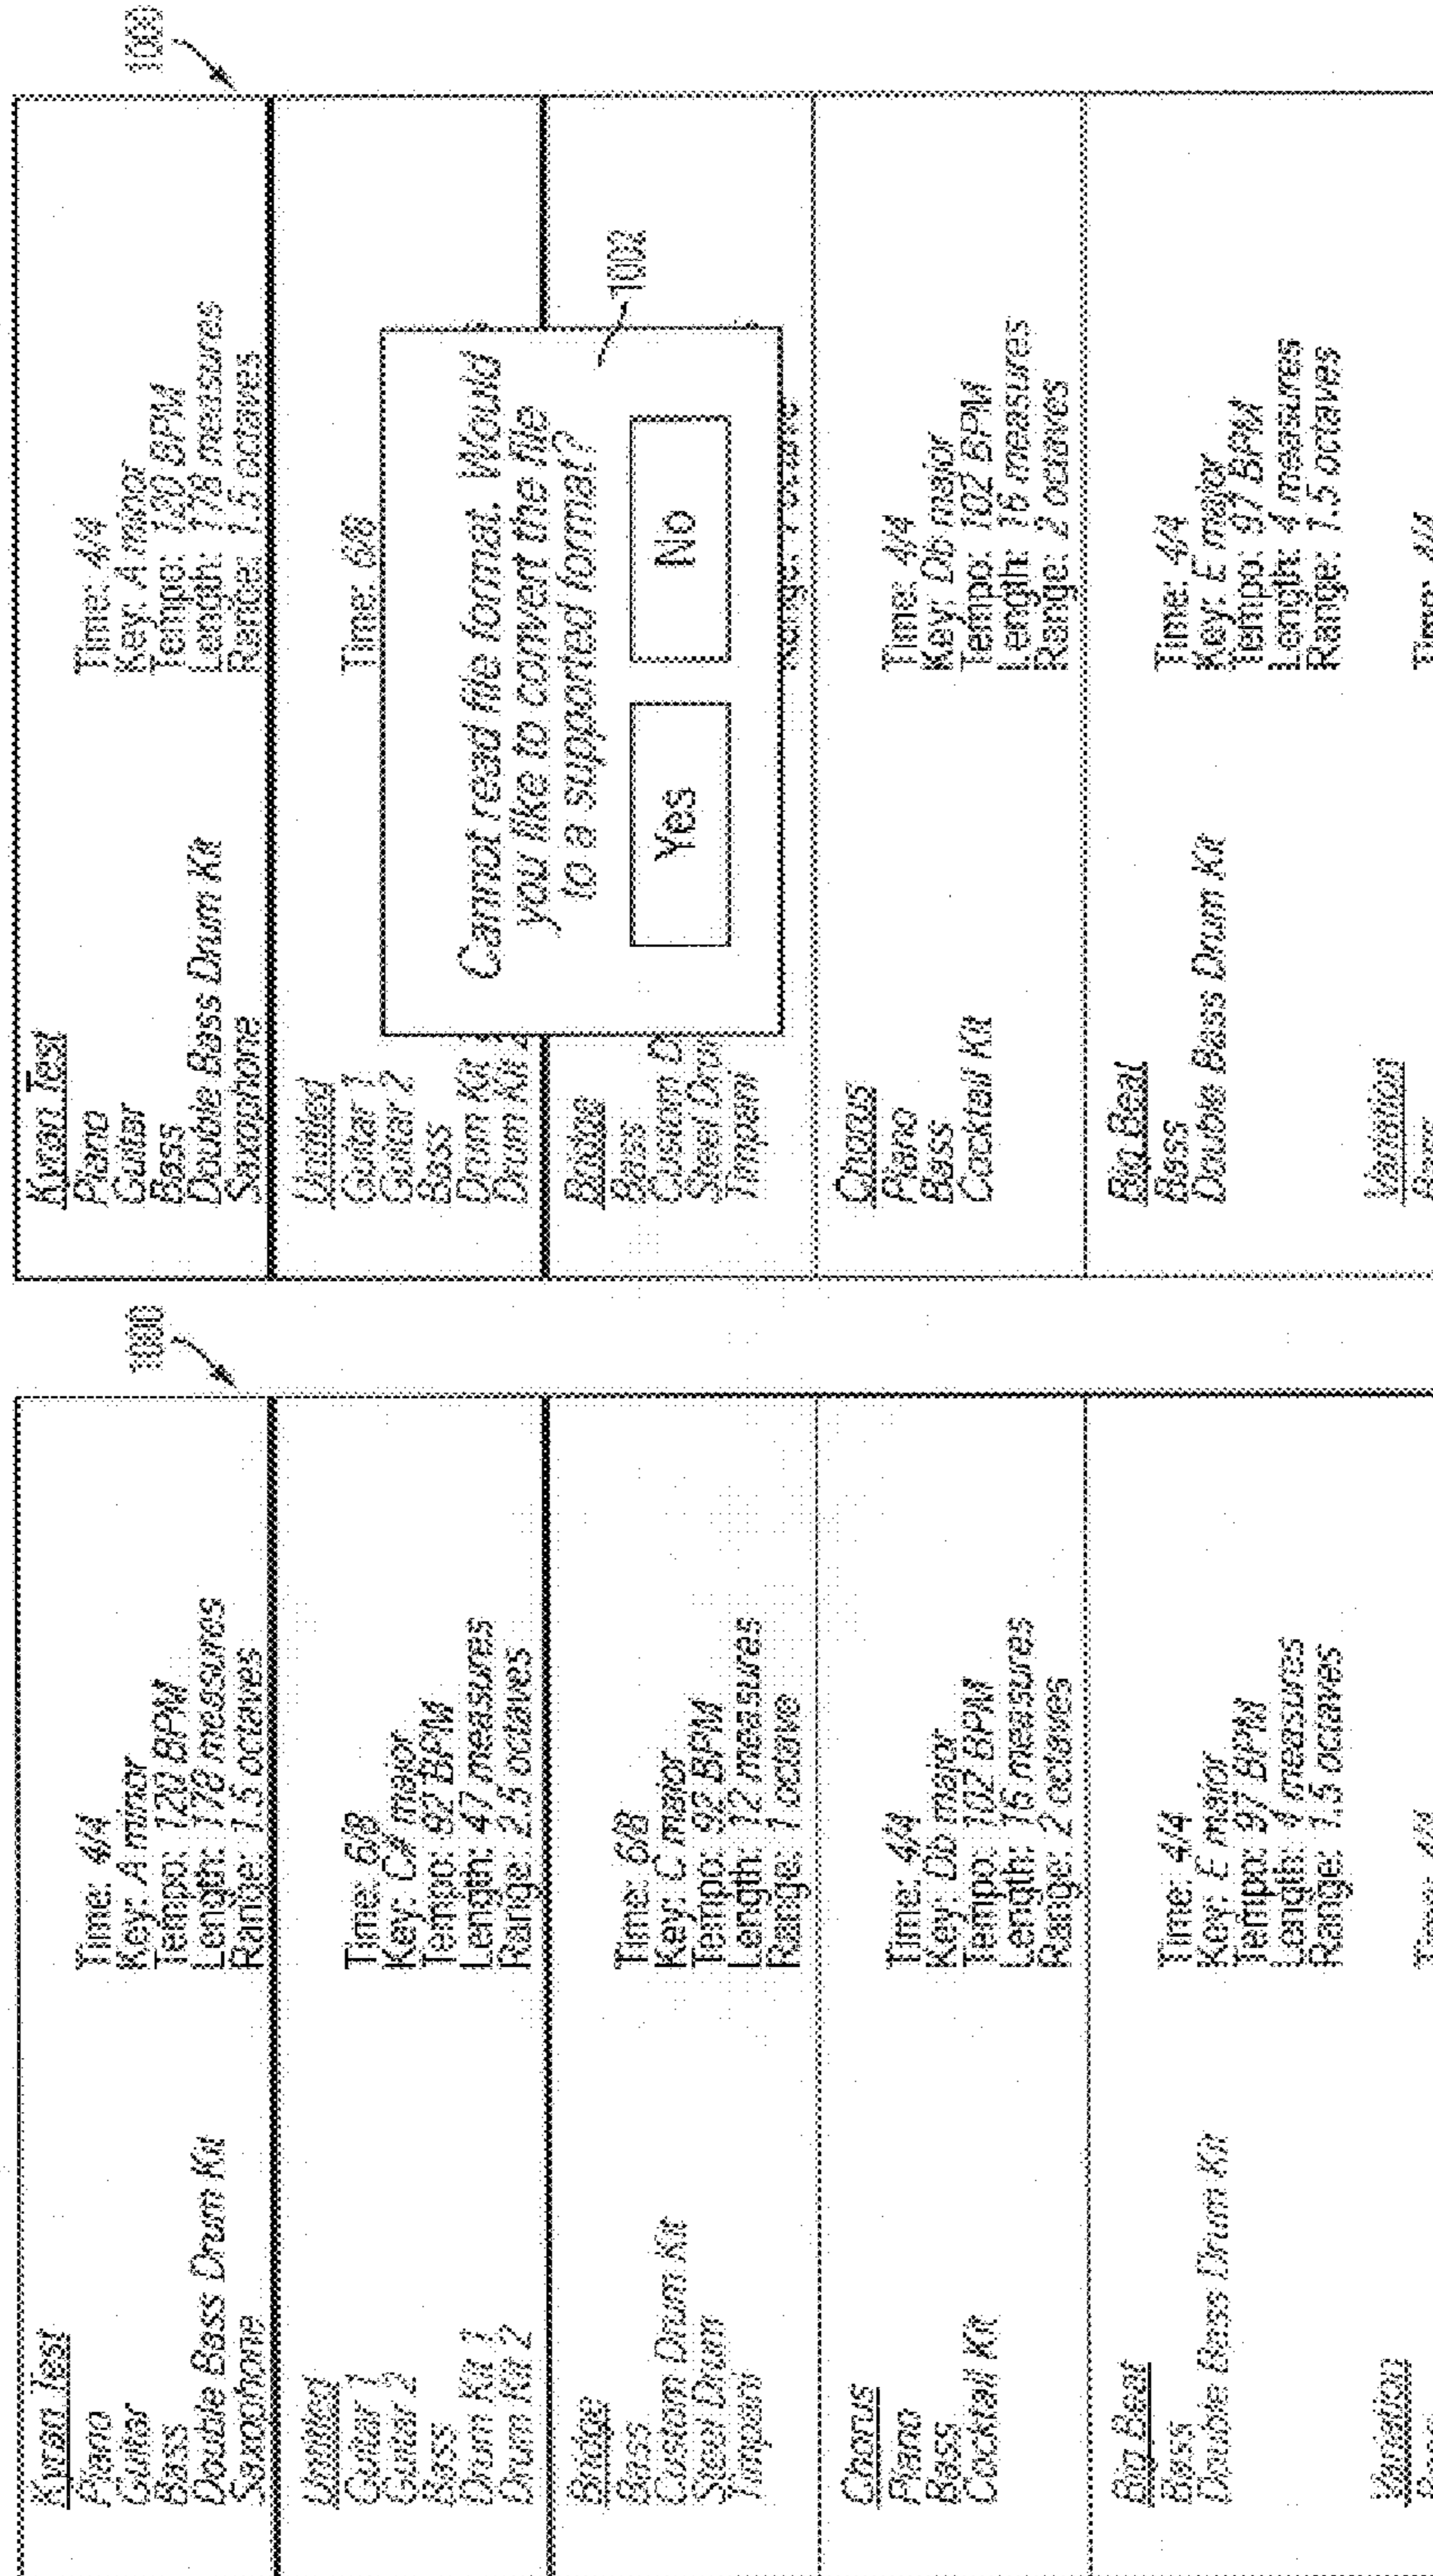 1000
Kyran Test
Piano
Guitar
Bass
Double Bass Drum Kit
Saxophone
Time: 4/4
Key: A minor
Tempo: 120 BPM
Length: 178 measures
Range: 1.5 octaves
Untitled
Guitar 1
Guitar 2
Bass
Drum Kit 1
Drum Kit 2
Time: 6/8
Key: C# major
Tempo: 92 BPM
Length: 47 measures
Range: 2.5 octaves
Bridge
Bass
Custom Drum Kit
Steel Drum
Timpani
Time: 6/8
Key: C major
Tempo: 92 BPM
Length: 12 measures
Range: 1 octave
Chorus
Piano
Bass
Cocktail Kit
Time: 4/4
Key: Db major
Tempo: 102 BPM
Length: 16 measures
Range: 2 octaves
Big Beat
Bass
Double Bass Drum Kit
Time: 4/4
Key: E major
Tempo: 97 BPM
Length: 4 measures
Range: 1.5 octaves
Variation
1000
Kyran Test
Piano
Guitar
Bass
Double Bass Drum Kit
Saxophone
Time: 4/4
Key: A minor
Tempo: 120 BPM
Length: 178 measures
Range: 1.5 octaves
Untitled
Guitar 1
Guitar 2
Bass
Drum Kit
Drum Kit
Time: 6/8
Cannot read file format. Would
you like to convert the file
to a supported format?
Yes
No
1002
Bridge
Bass
Custom D
Steel Drum
Timpani
Chorus
Piano
Bass
Cocktail Kit
Time: 4/4
Key: Db major
Tempo: 102 BPM
Length: 16 measures
Range: 2 octaves
Big Beat
Bass
Double Bass Drum Kit
Time: 4/4
Key: E major
Tempo: 97 BPM
Length: 4 measures
Range: 1.5 octaves
Variation